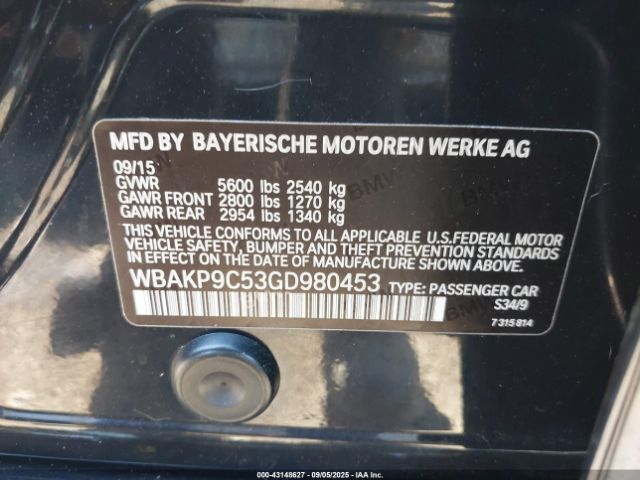 MFD BY BAYERISCHE MOTOREN WERKE AG
09/15
GVWR 5600 lbs 2540 kg
GAWR FRONT 2800 lbs 1270 kg
GAWR REAR 2954 lbs 1340 kg
THIS VEHICLE CONFORMS TO ALL APPLICABLE U.S.FEDERAL MOTOR
VEHICLE SAFETY, BUMPER AND THEFT PREVENTION STANDARDS
IN EFFECT ON THE DATE OF MANUFACTURE SHOWN ABOVE.
WBAKP9C53GD980453 TYPE: PASSENGER CAR
S34/9
7315814
000-43148627 - 09/05/2025 - IAA, Inc.